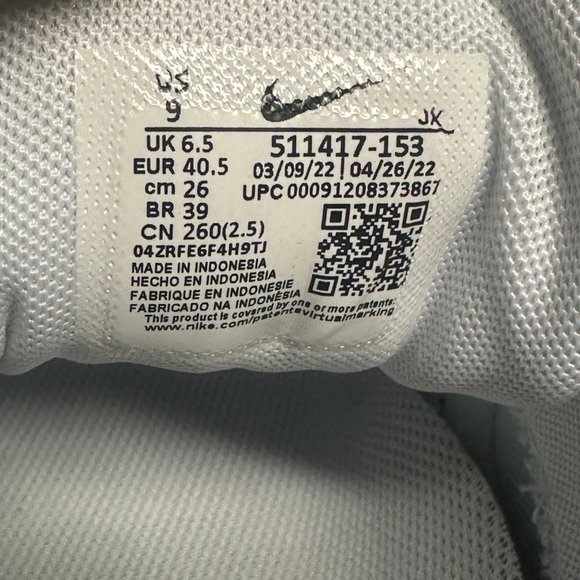 US
9
JK
UK 6.5
EUR 40.5
cm 26
BR 39
CN 260(2.5)
511417-153
03/09/22 | 04/26/22
UPC 00091208373867
04ZRFE6F4H9TJ
MADE IN INDONESIA
HECHO EN INDONESIA
FABRIQUE EN INDONÉSIE
FABRICADO NA INDONÉSIA
This product is covered by one or more patents:
www.nike.com/patentsvirtualmarking